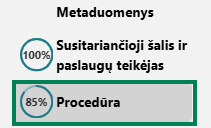 Metaduomenys
100%
Susitariančioji šalis ir
paslaugų teikėjas
85%
Procedūra